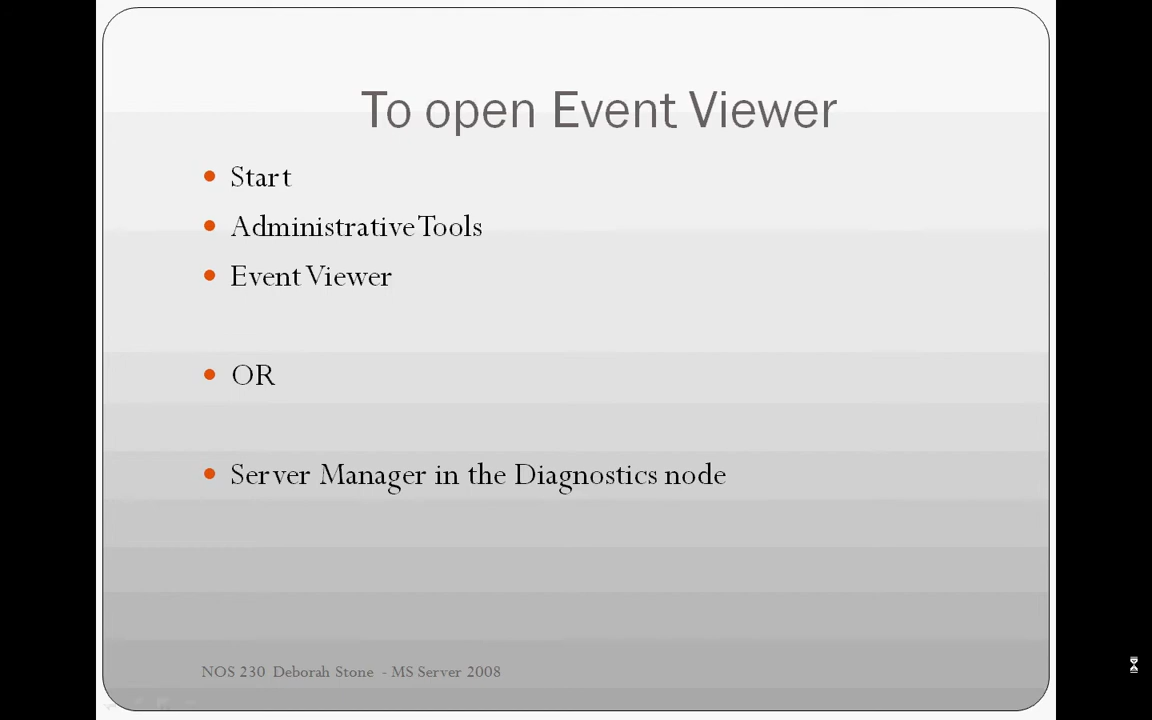 To open Event Viewer
Start
Administrative Tools
Event Viewer
OR
Server Manager in the Diagnostics node
NOS 230 Deborah Stone - MS Server 2008